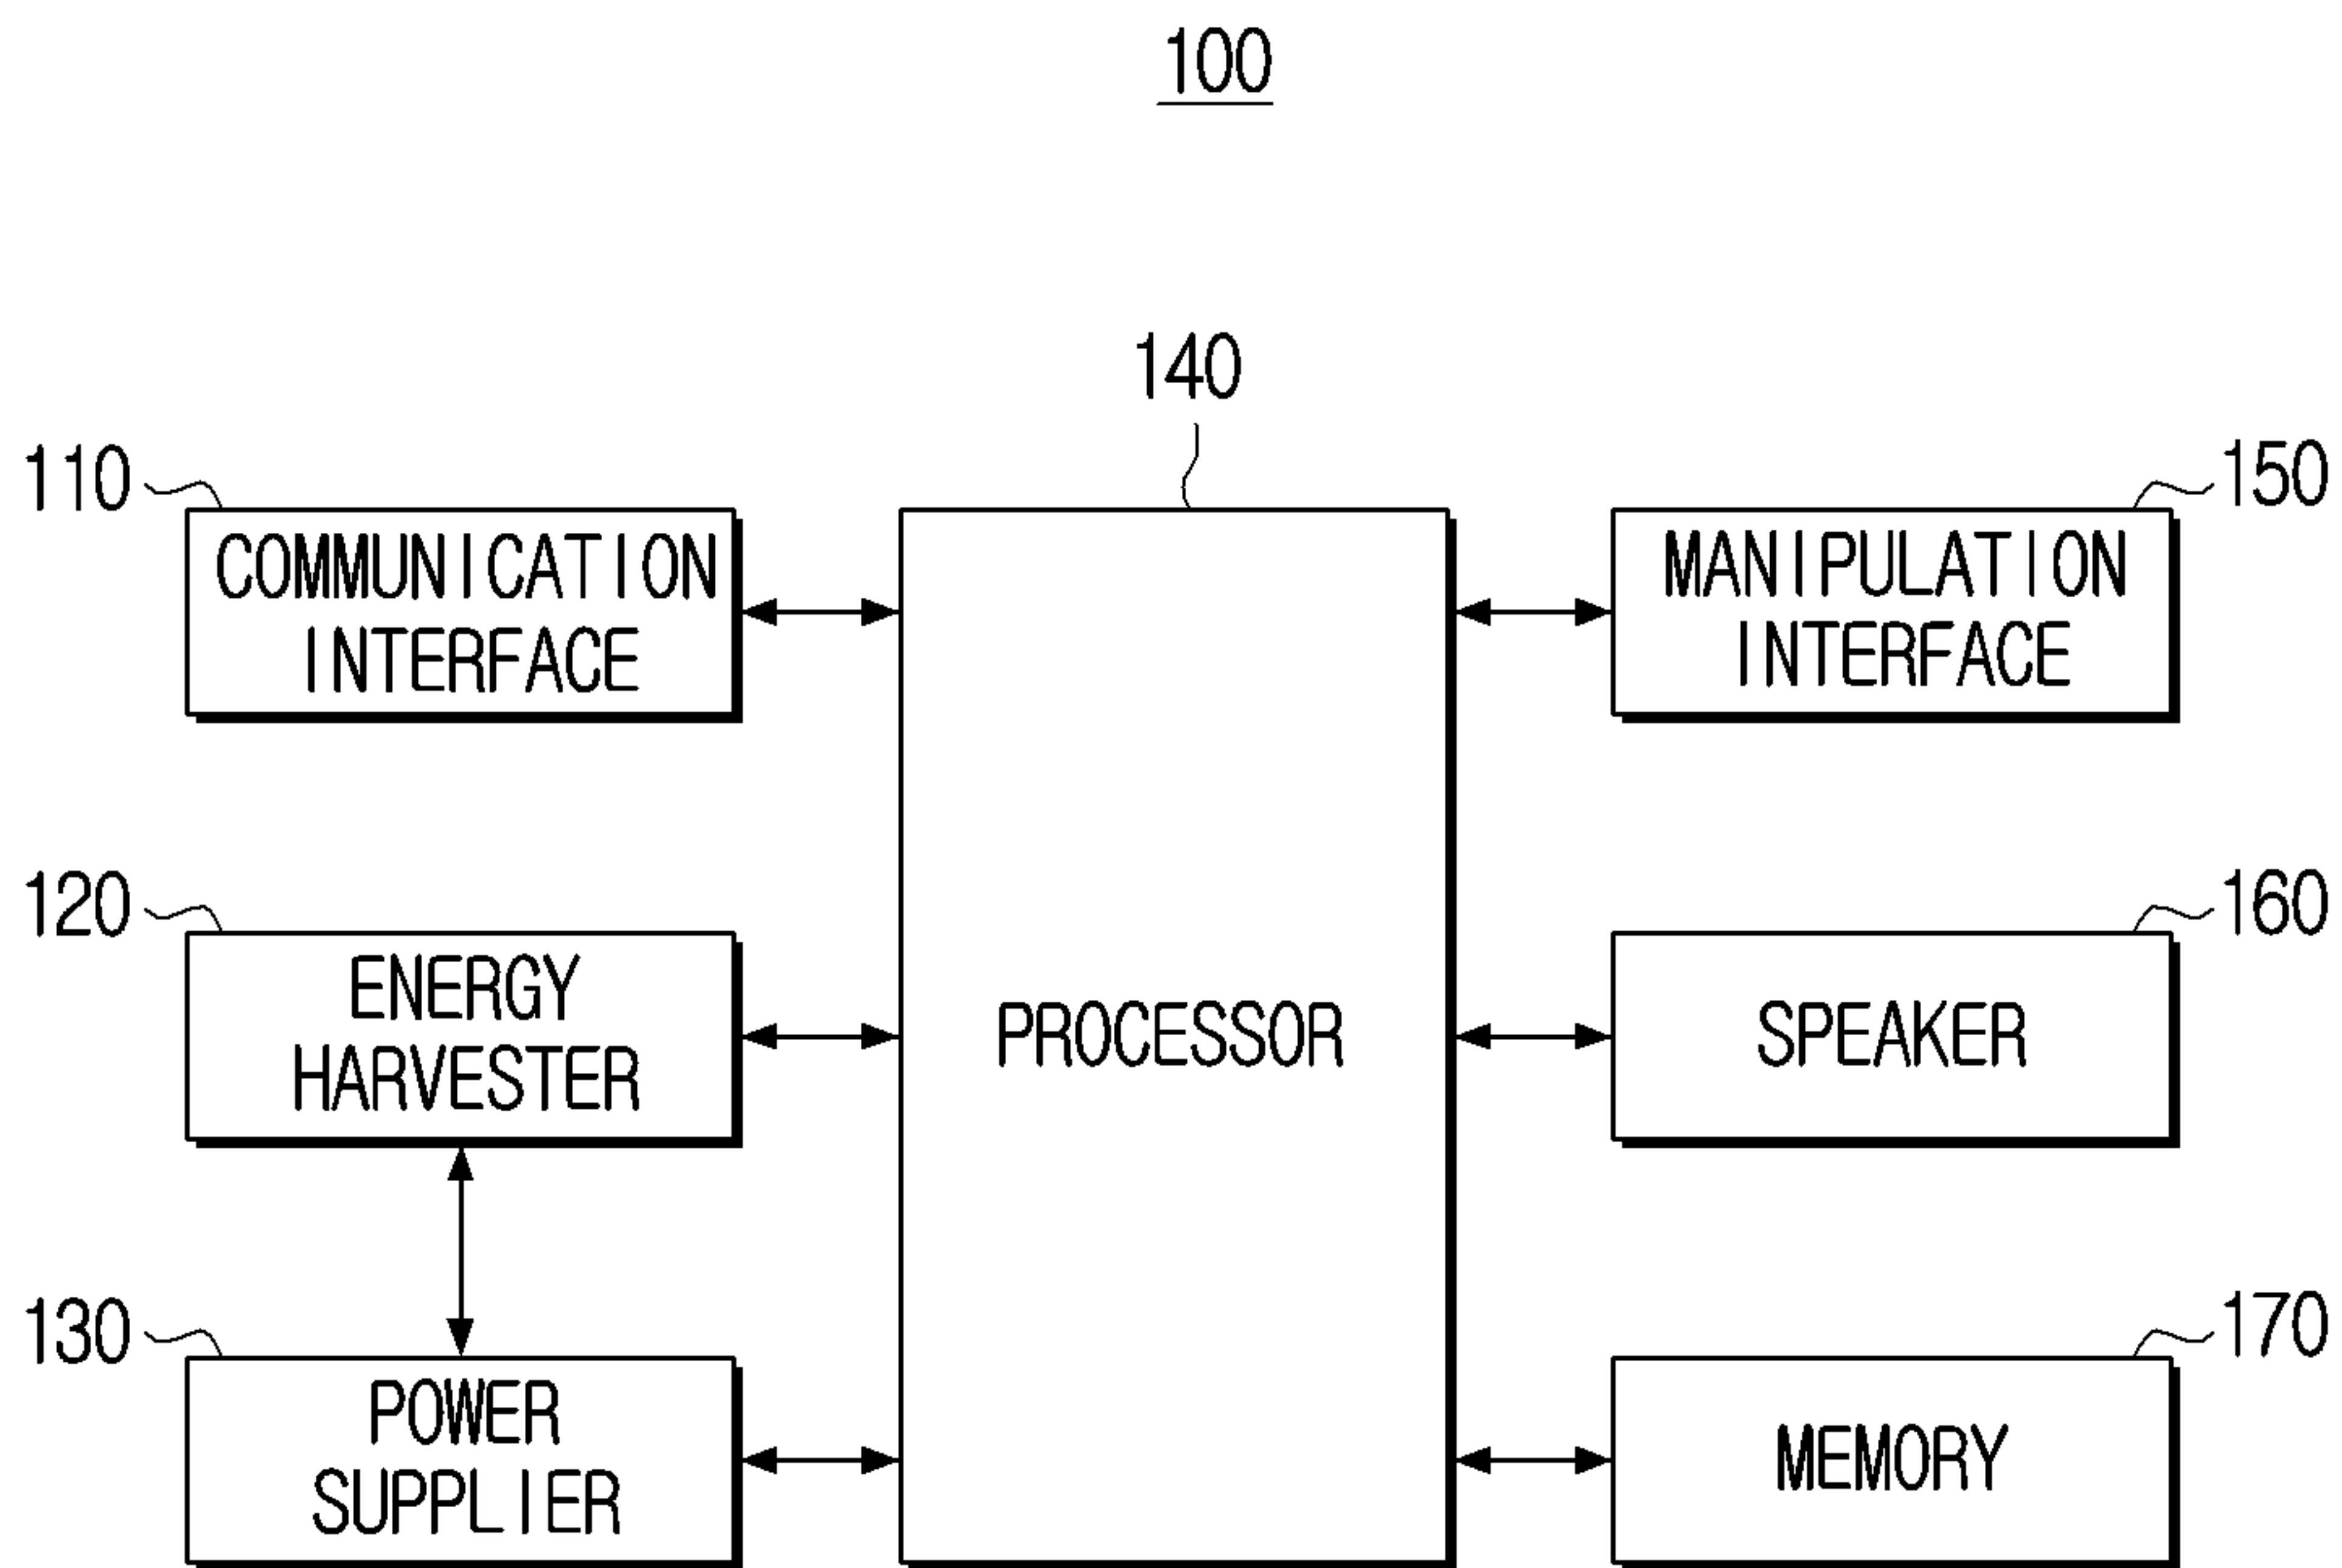 100
140
110
COMMUNICATION
INTERFACE
150
MANIPULATION
INTERFACE
120
ENERGY
HARVESTER
PROCESSOR
160
SPEAKER
130
POWER
SUPPLIER
170
MEMORY